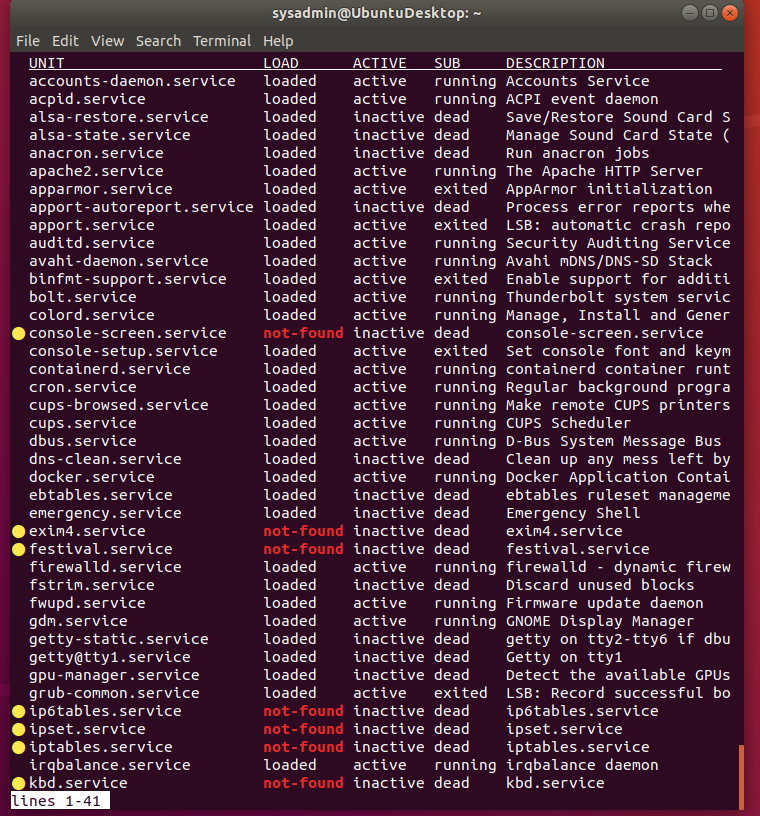 sysadmin@UbuntuDesktop: ~
File Edit View Search Terminal Help
UNIT LOAD ACTIVE SUB DESCRIPTION
accounts-daemon.service loaded active running Accounts Service
acpid.service loaded active running ACPI event daemon
alsa-restore.service loaded inactive dead Save/Restore Sound Card S
alsa-state.service loaded inactive dead Manage Sound Card State (
anacron.service loaded inactive dead Run anacron jobs
apache2.service loaded active running The Apache HTTP Server
apparmor.service loaded active exited AppArmor initialization
apport-autoreport.service loaded inactive dead Process error reports whe
apport.service loaded active exited LSB: automatic crash repo
auditd.service loaded active running Security Auditing Service
avahi-daemon.service loaded active running Avahi mDNS/DNS-SD Stack
binfmt-support.service loaded active exited Enable support for additi
bolt.service loaded active running Thunderbolt system servic
colord.service loaded active running Manage, Install and Gener
● console-screen.service not-found inactive dead console-screen.service
console-setup.service loaded active exited Set console font and keym
containerd.service loaded active running containerd container runt
cron.service loaded active running Regular background progra
cups-browsed.service loaded active running Make remote CUPS printers
cups.service loaded active running CUPS Scheduler
dbus.service loaded active running D-Bus System Message Bus
dns-clean.service loaded inactive dead Clean up any mess left by
docker.service loaded active running Docker Application Contai
ebtables.service loaded inactive dead ebtables ruleset manageme
emergency.service loaded inactive dead Emergency Shell
● exim4.service not-found inactive dead exim4.service
● festival.service not-found inactive dead festival.service
firewalld.service loaded active running firewalld - dynamic firew
fstrim.service loaded inactive dead Discard unused blocks
fwupd.service loaded active running Firmware update daemon
gdm.service loaded active running GNOME Display Manager
getty-static.service loaded inactive dead getty on tty2-tty6 if dbu
getty@tty1.service loaded inactive dead Getty on tty1
gpu-manager.service loaded inactive dead Detect the available GPUs
grub-common.service loaded active exited LSB: Record successful bo
● ip6tables.service not-found inactive dead ip6tables.service
● ipset.service not-found inactive dead ipset.service
● iptables.service not-found inactive dead iptables.service
irqbalance.service loaded active running irqbalance daemon
● kbd.service not-found inactive dead kbd.service
lines 1-41